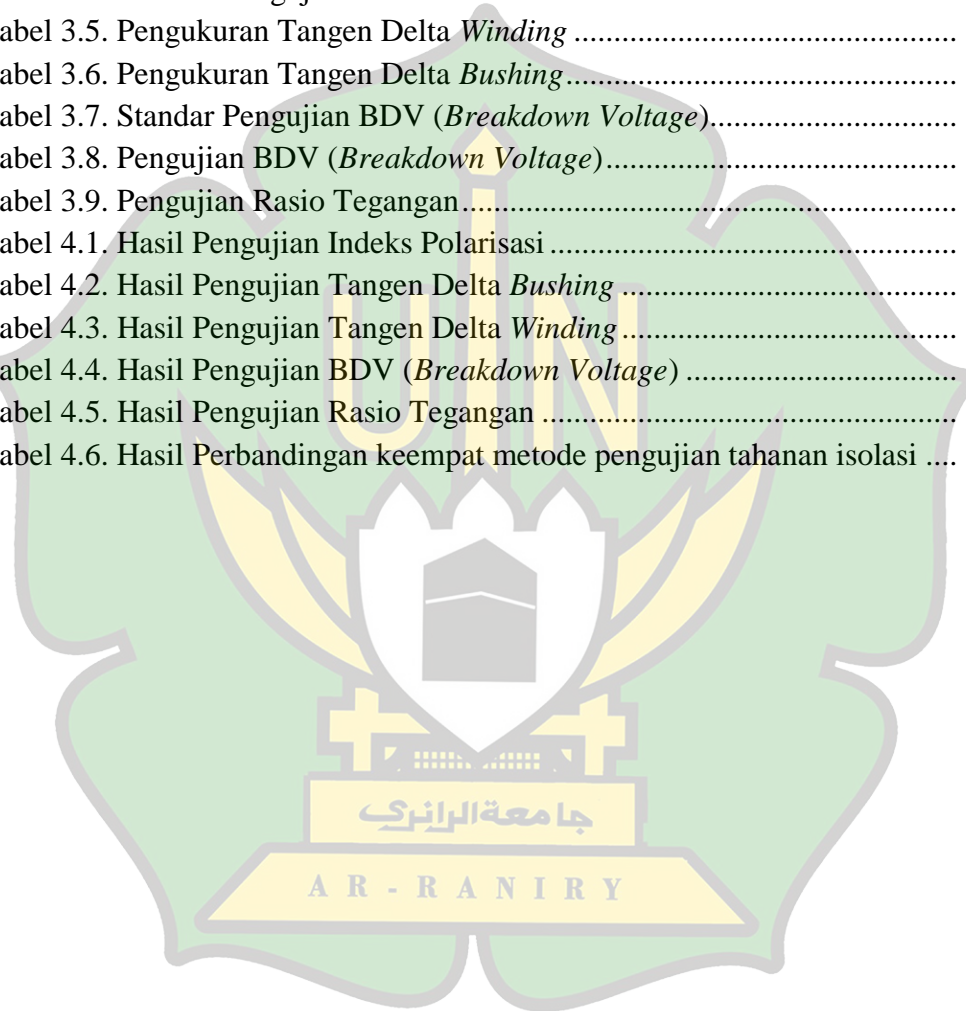 abel 3.5. Pengukuran Tangen Delta Winding ................................................
abel 3.6. Pengukuran Tangen Delta Bushing.................................................
abel 3.7. Standar Pengujian BDV (Breakdown Voltage)...............................
abel 3.8. Pengujian BDV (Breakdown Voltage)............................................
abel 3.9. Pengujian Rasio Tegangan..............................................................
abel 4.1. Hasil Pengujian Indeks Polarisasi ...................................................
abel 4.2. Hasil Pengujian Tangen Delta Bushing ..........................................
abel 4.3. Hasil Pengujian Tangen Delta Winding ..........................................
abel 4.4. Hasil Pengujian BDV (Breakdown Voltage) ..................................
abel 4.5. Hasil Pengujian Rasio Tegangan ....................................................
abel 4.6. Hasil Perbandingan keempat metode pengujian tahanan isolasi ....
UIN
جامعةالرانري
AR-RANIRY